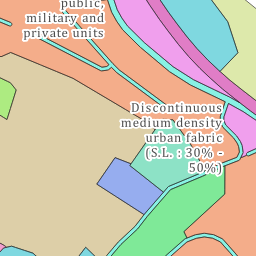 public,
military and
private units
Discontinuous
medium density
urban fabric
(S.L. : 30% -
50%)